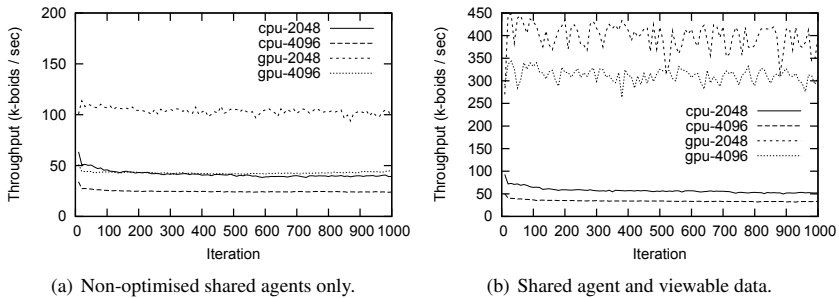 Throughput (k-boids / sec)
200
150
100
50
0
cpu-2048
cpu-4096
gpu-2048
gpu-4096
0 100 200 300 400 500 600 700 800 900 1000
Iteration
(a) Non-optimised shared agents only.
Throughput (k-boids / sec)
450
400
350
300
250
200
150
100
50
0
cpu-2048
cpu-4096
gpu-2048
gpu-4096
0 100 200 300 400 500 600 700 800 900 1000
Iteration
(b) Shared agent and viewable data.